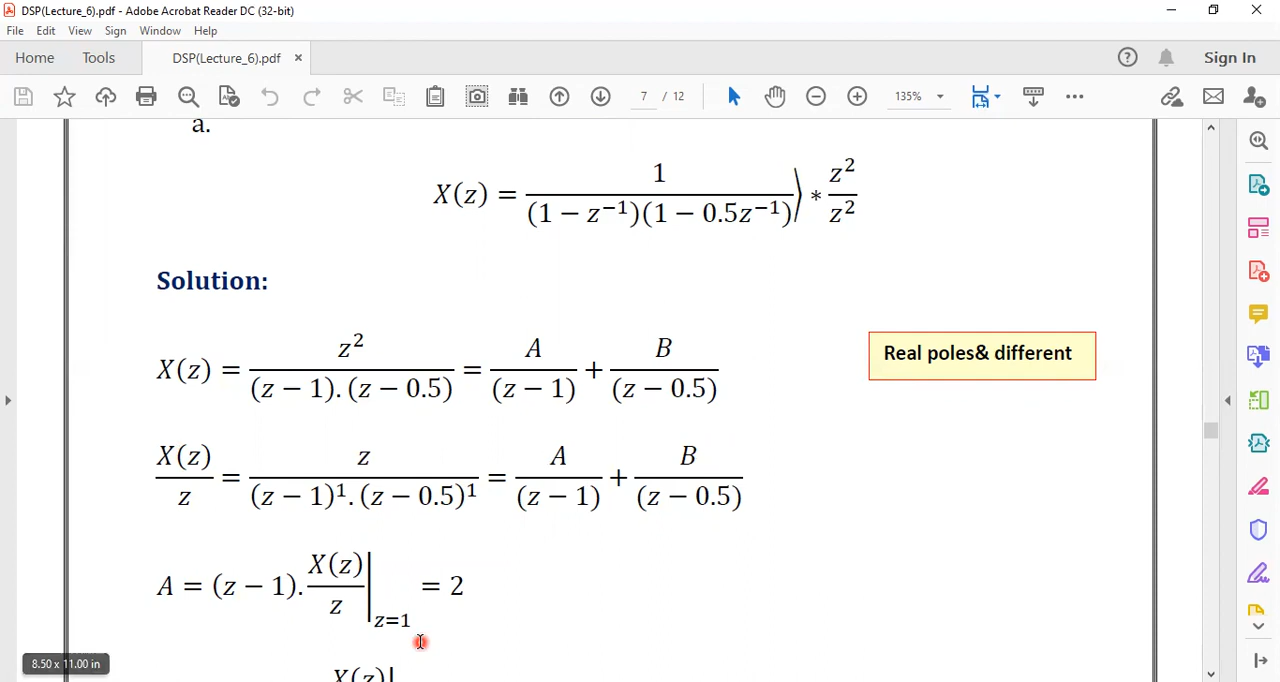 DSP(Lecture_6).pdf - Adobe Acrobat Reader DC (32-bit)
File Edit View Sign Window Help
Home Tools DSP(Lecture_6).pdf × Sign In
7 / 12 135%
a.
X(z) = 1 / ((1 − z⁻¹)(1 − 0.5z⁻¹)) * z² / z²
Solution:
X(z) = z² / ((z − 1).(z − 0.5)) = A / (z − 1) + B / (z − 0.5)
Real poles& different
X(z) / z = z / ((z − 1)¹.(z − 0.5)¹) = A / (z − 1) + B / (z − 0.5)
A = (z − 1). X(z) / z |z=1 = 2
8.50 x 11.00 in
X(z)|